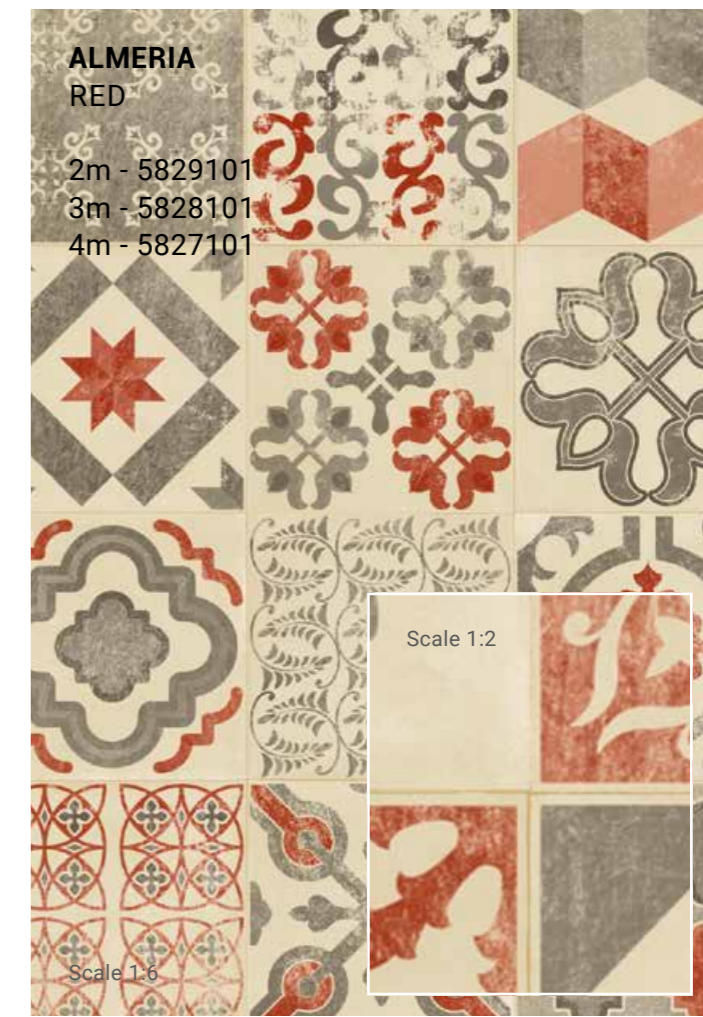 ALMERIA
RED
2m - 5829101
3m - 5828101
4m - 5827101
Scale 1:2
Scale 1:6